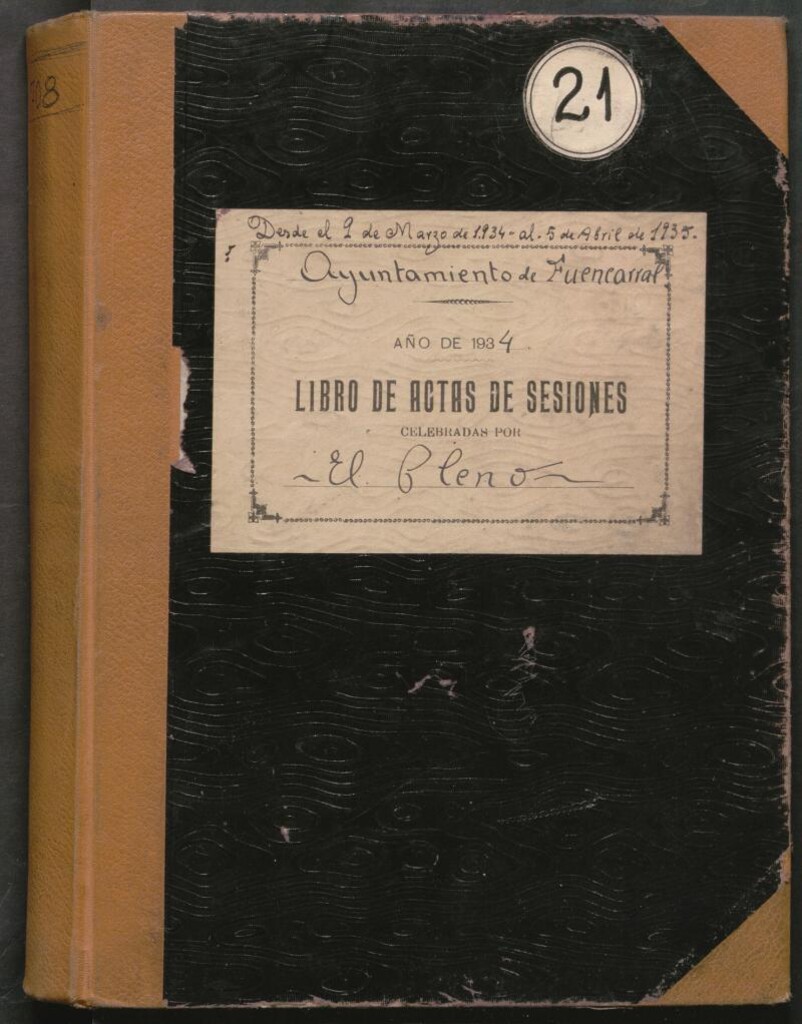 21
Desde el 9 de Marzo de 1934 - al - 5 de Abril de 1935.
Ayuntamiento de Fuencarral
AÑO DE 1934
LIBRO DE ACTAS DE SESIONES
CELEBRADAS POR
El Pleno